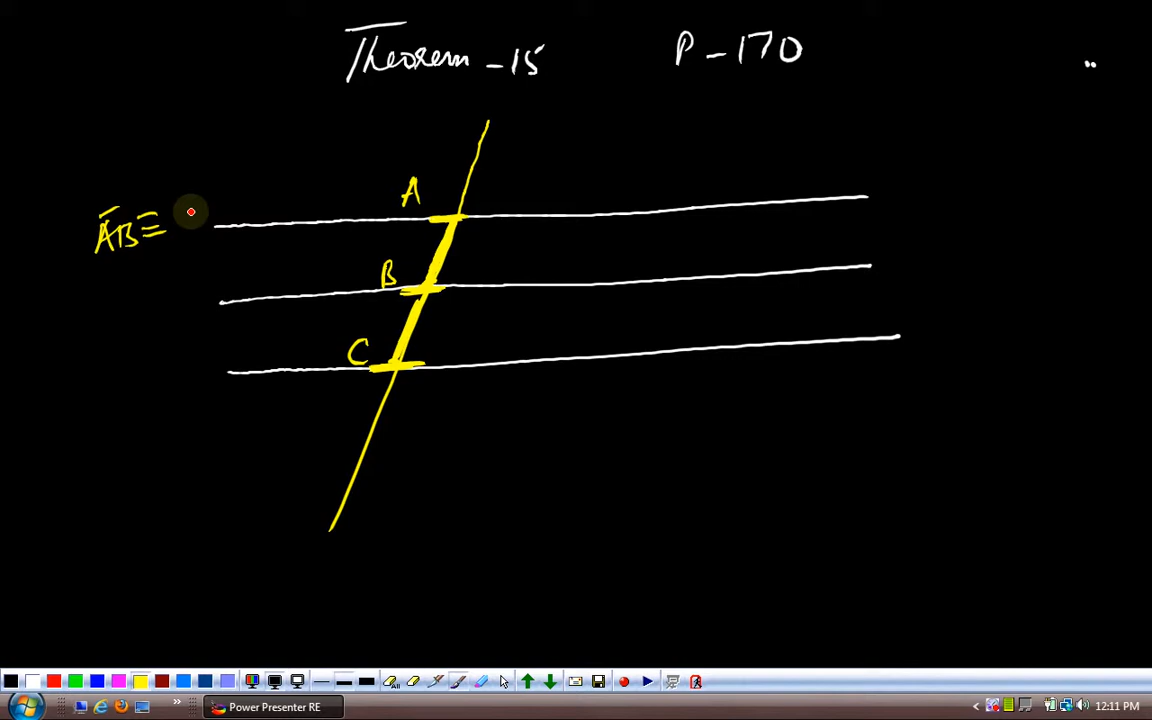 Theorem - 15 P - 170
A
AB ≡
B
C
Power Presenter RE
12:11 PM